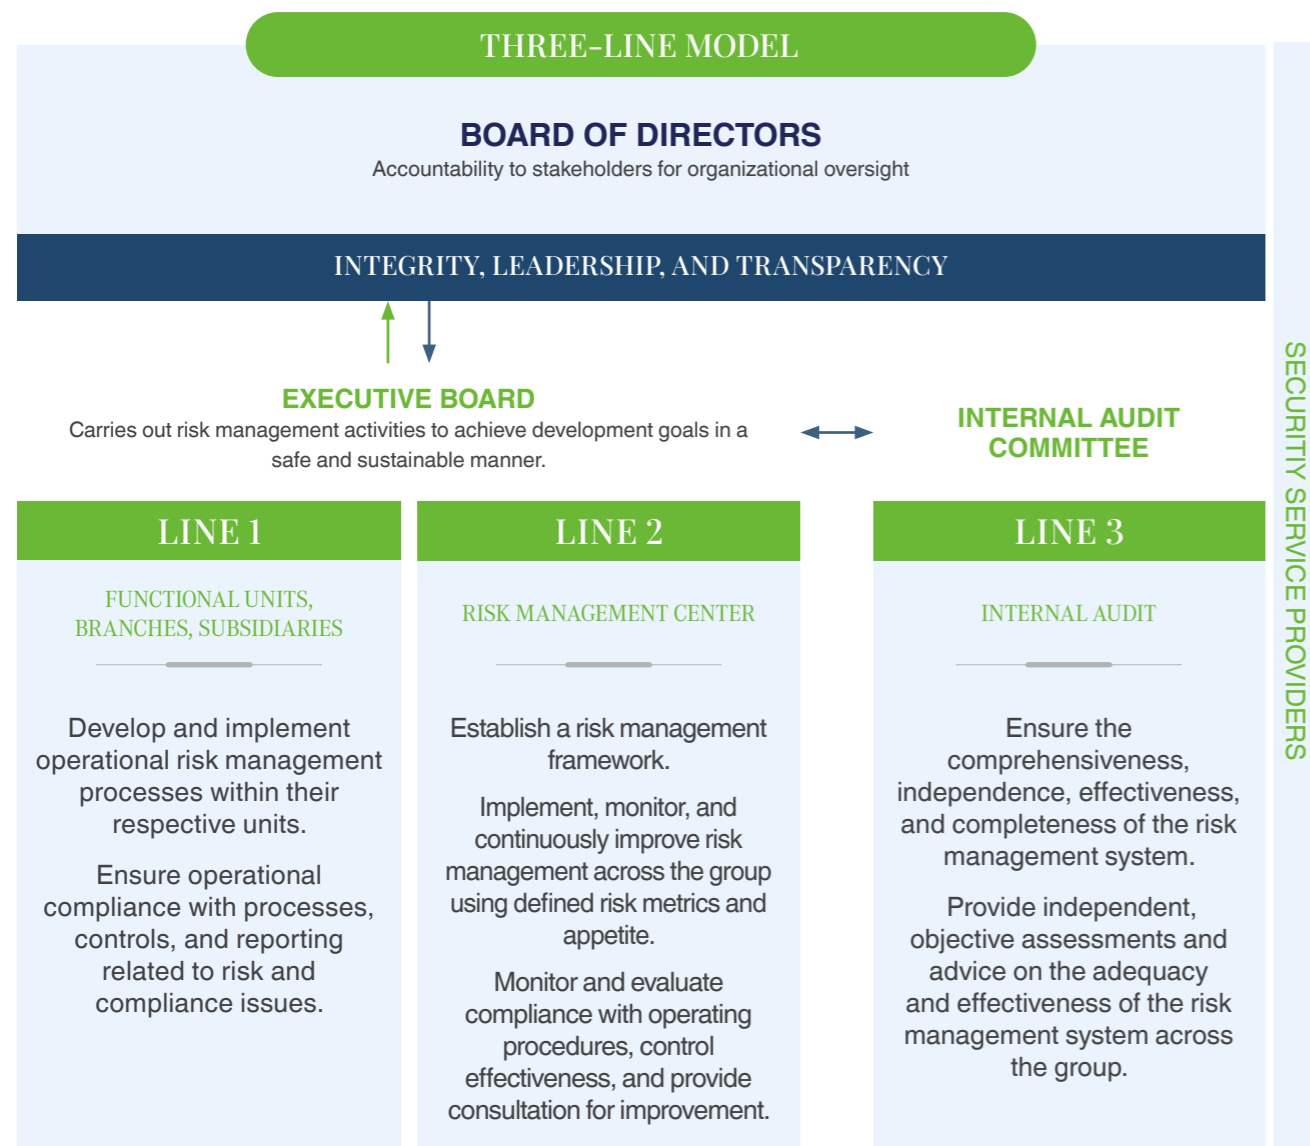 THREE-LINE MODEL
BOARD OF DIRECTORS
Accountability to stakeholders for organizational oversight
INTEGRITY, LEADERSHIP, AND TRANSPARENCY
EXECUTIVE BOARD
Carries out risk management activities to achieve development goals in a
safe and sustainable manner.
INTERNAL AUDIT
COMMITTEE
LINE 1
FUNCTIONAL UNITS,
BRANCHES, SUBSIDIARIES
Develop and implement
operational risk management
processes within their
respective units.
Ensure operational
compliance with processes,
controls, and reporting
related to risk and
compliance issues.
LINE 2
RISK MANAGEMENT CENTER
Establish a risk management
framework.
Implement, monitor, and
continuously improve risk
management across the group
using defined risk metrics and
appetite.
Monitor and evaluate
compliance with operating
procedures, control
effectiveness, and provide
consultation for improvement.
LINE 3
INTERNAL AUDIT
Ensure the
comprehensiveness,
independence, effectiveness,
and completeness of the risk
management system.
Provide independent,
objective assessments and
advice on the adequacy
and effectiveness of the risk
management system across
the group.
SECURITIY SERVICE PROVIDERS